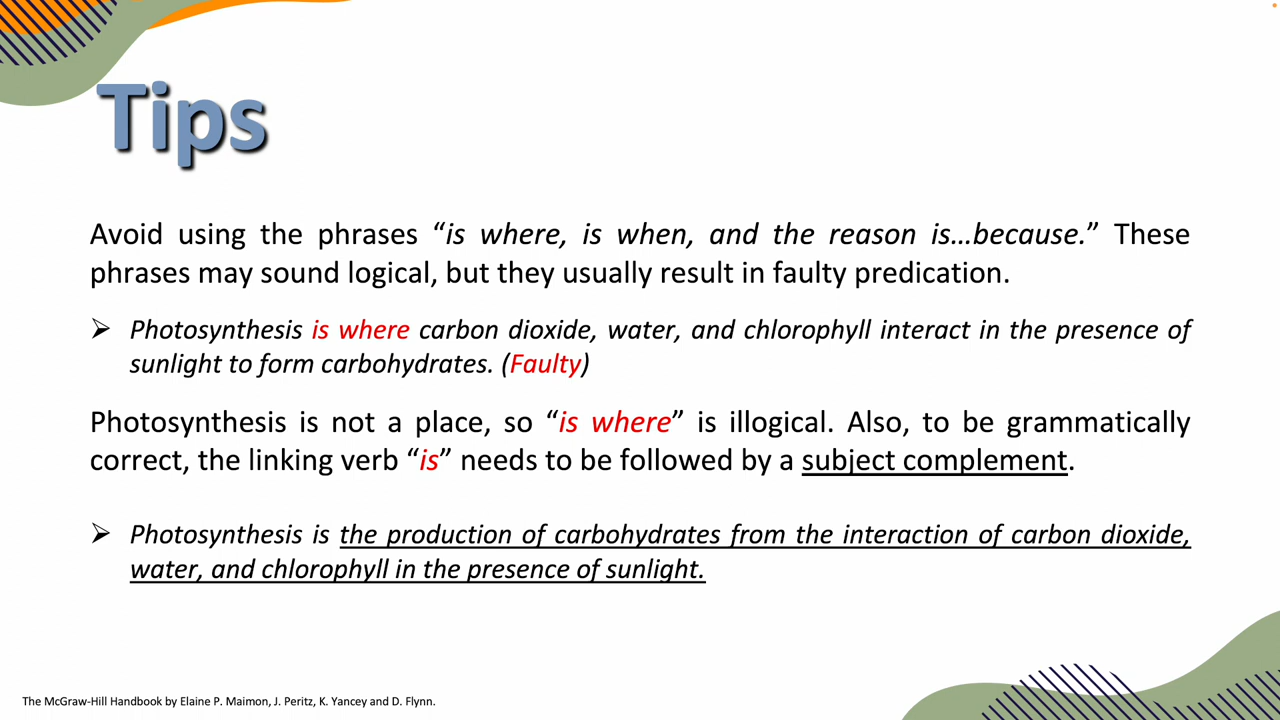 Tips
Avoid using the phrases “is where, is when, and the reason is…because.” These
phrases may sound logical, but they usually result in faulty predication.
➢ Photosynthesis is where carbon dioxide, water, and chlorophyll interact in the presence of
sunlight to form carbohydrates. (Faulty)
Photosynthesis is not a place, so “is where” is illogical. Also, to be grammatically
correct, the linking verb “is” needs to be followed by a subject complement.
➢ Photosynthesis is the production of carbohydrates from the interaction of carbon dioxide,
water, and chlorophyll in the presence of sunlight.
The McGraw-Hill Handbook by Elaine P. Maimon, J. Peritz, K. Yancey and D. Flynn.